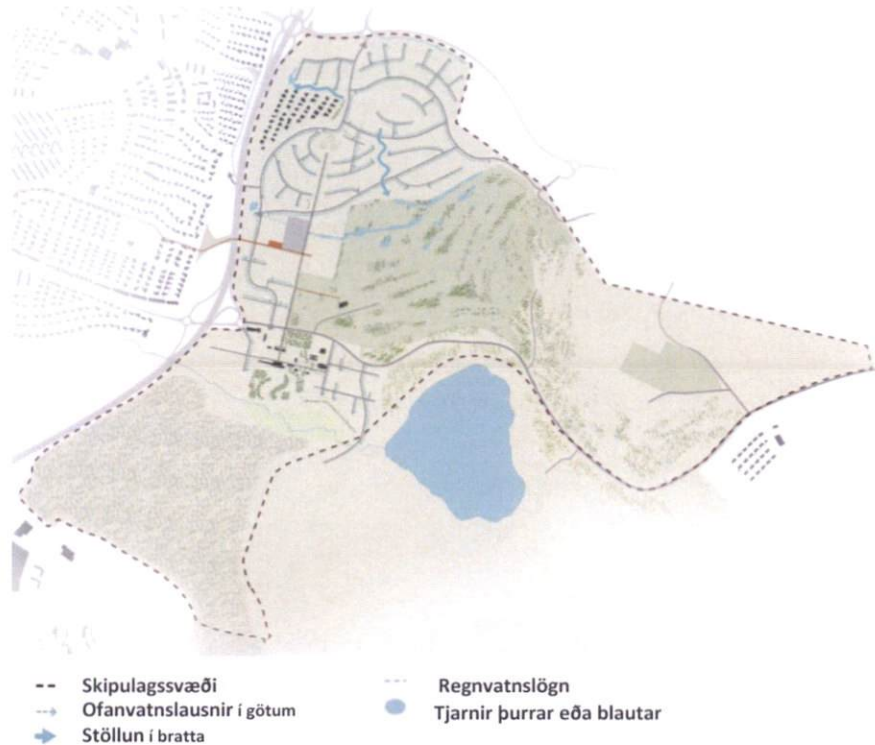 Skipulagssvæði
Ofanvatnslausnir í götum
Stöllun í bratta
Regnvatnslögn
Tjarnir þurrar eða blautar